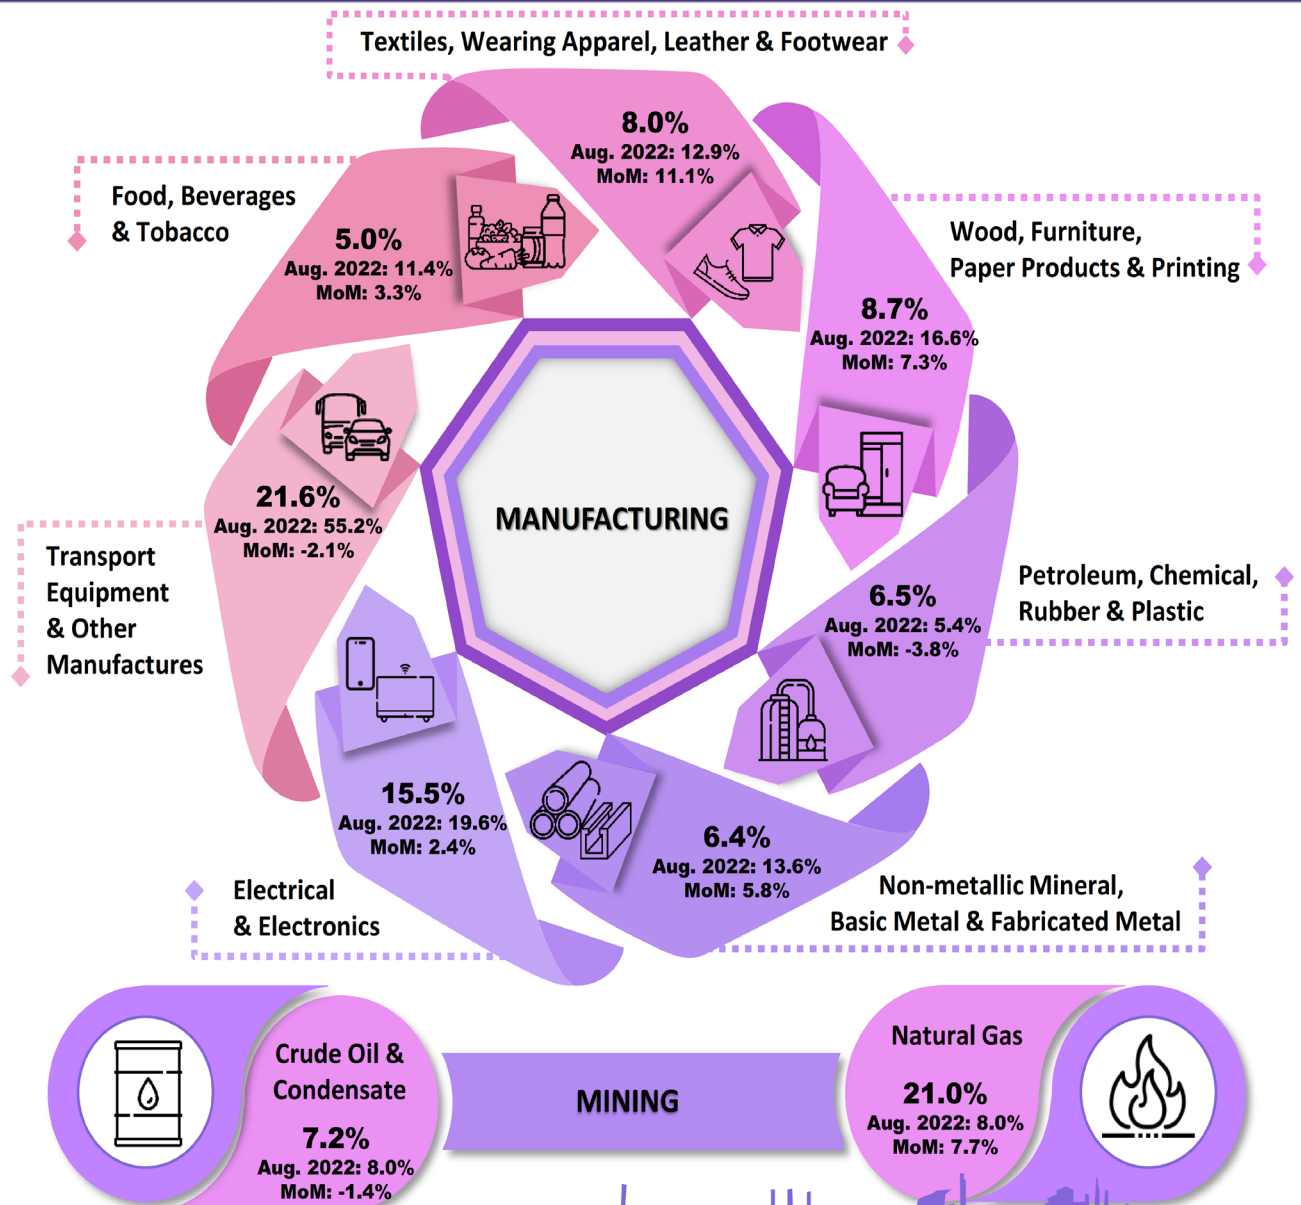 Textiles, Wearing Apparel, Leather & Footwear
8.0%
Aug. 2022: 12.9%
MoM: 11.1%
Food, Beverages
& Tobacco
5.0%
Aug. 2022: 11.4%
MoM: 3.3%
Wood, Furniture,
Paper Products & Printing
8.7%
Aug. 2022: 16.6%
MoM: 7.3%
21.6%
Aug. 2022: 55.2%
MoM: -2.1%
Transport
Equipment
& Other
Manufactures
MANUFACTURING
Petroleum, Chemical,
Rubber & Plastic
6.5%
Aug. 2022: 5.4%
MoM: -3.8%
15.5%
Aug. 2022: 19.6%
MoM: 2.4%
Electrical
& Electronics
6.4%
Aug. 2022: 13.6%
MoM: 5.8%
Non-metallic Mineral,
Basic Metal & Fabricated Metal
Crude Oil &
Condensate
7.2%
Aug. 2022: 8.0%
MoM: -1.4%
MINING
Natural Gas
21.0%
Aug. 2022: 8.0%
MoM: 7.7%